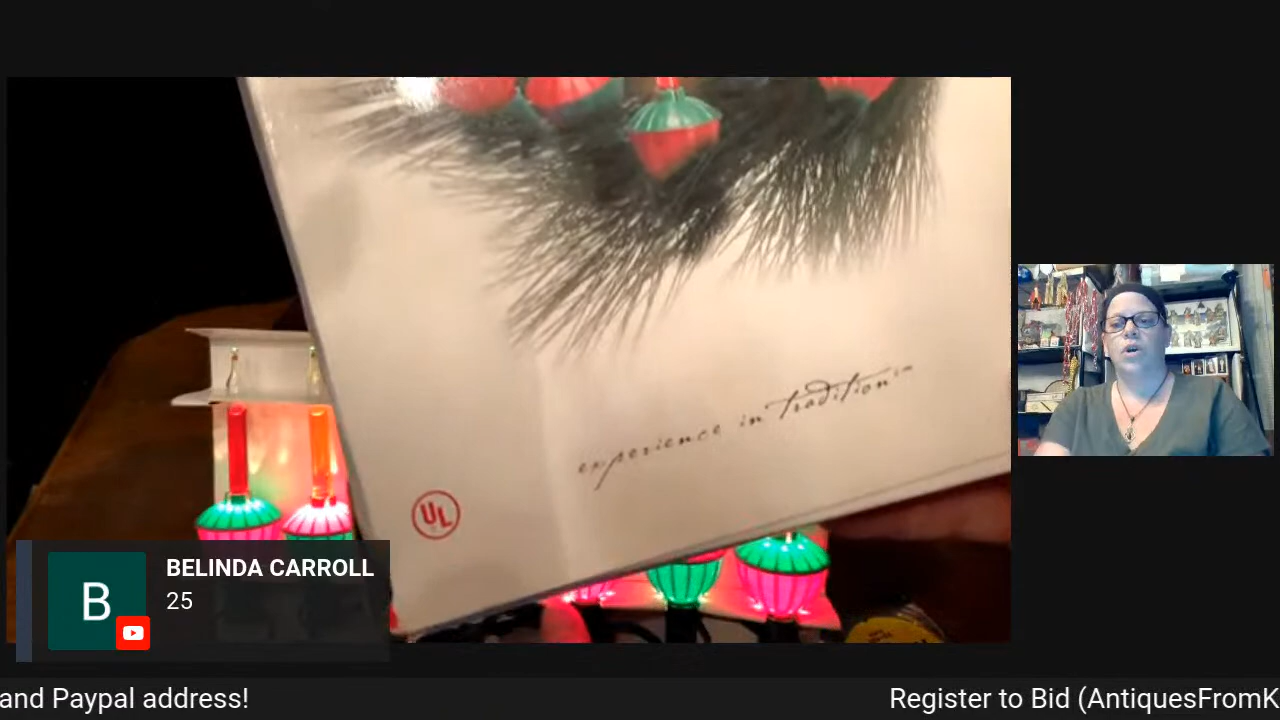 experience in tradition™
UL
B
BELINDA CARROLL
25
and Paypal address!
Register to Bid (AntiquesFromK